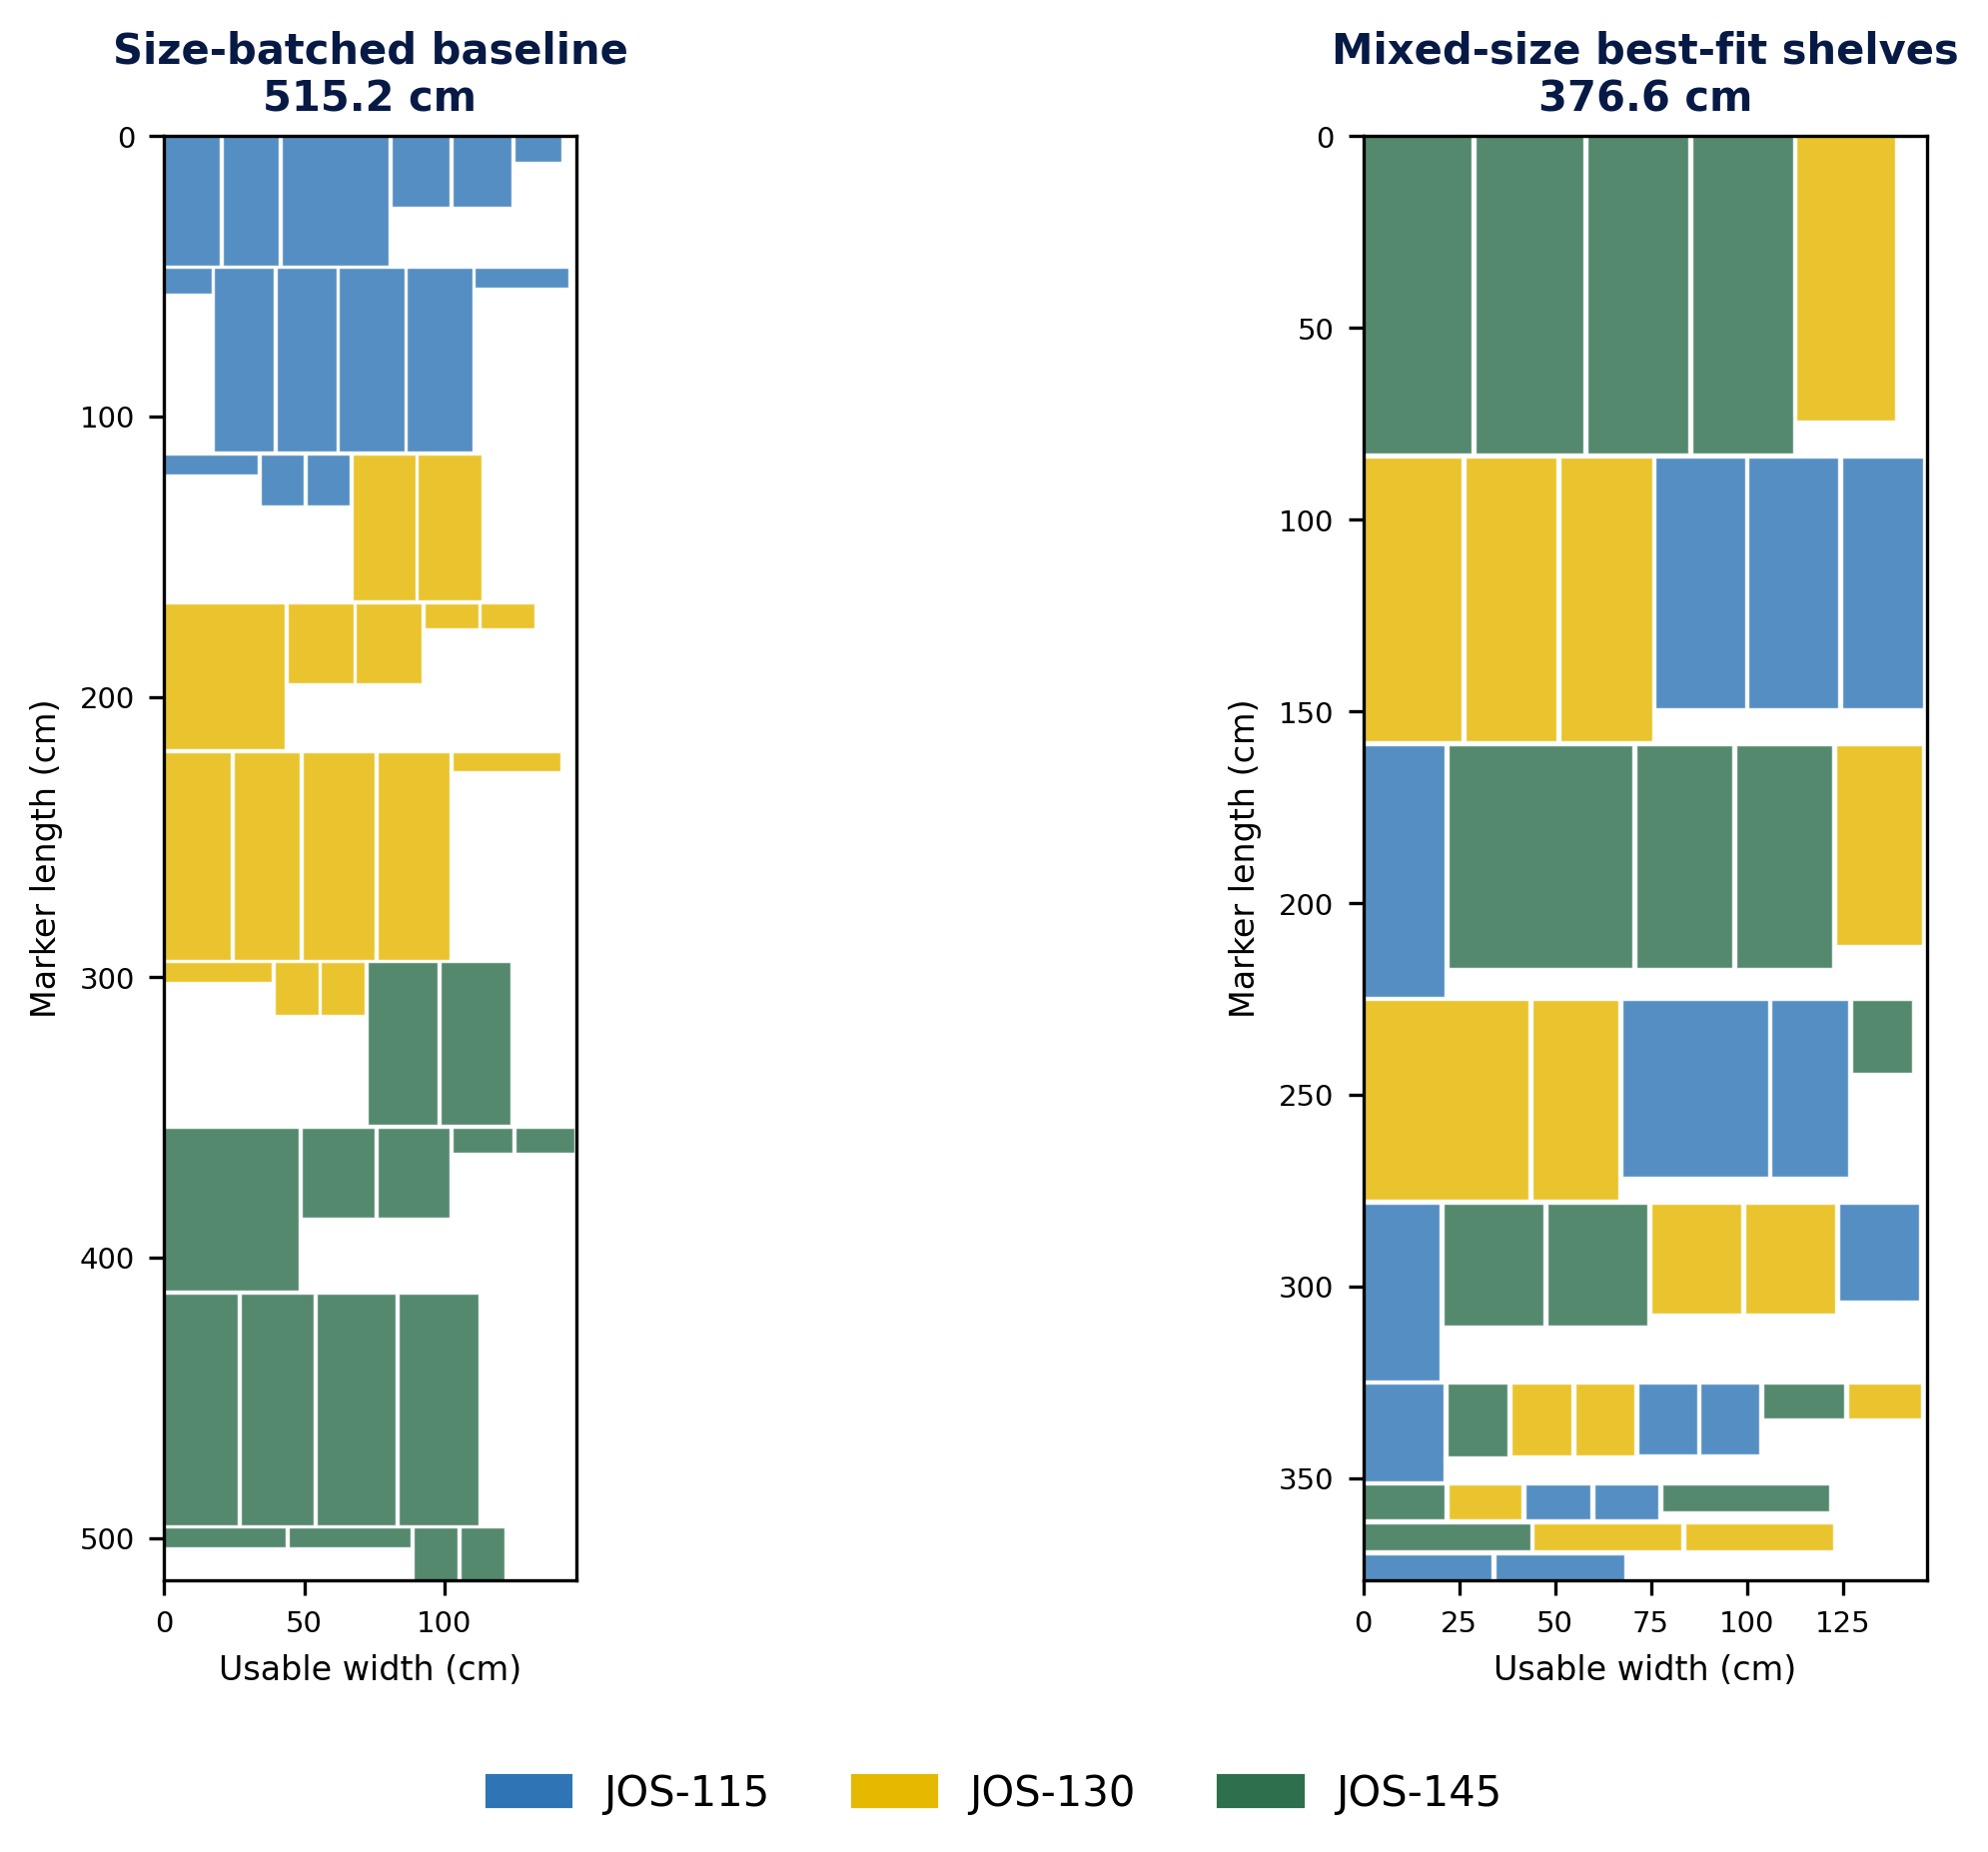 Size-batched baseline
515.2 cm
0
100
200
300
400
500
Marker length (cm)
0
50
100
Usable width (cm)
Mixed-size best-fit shelves
376.6 cm
0
50
100
150
200
250
300
350
Marker length (cm)
0
25
50
75
100
125
Usable width (cm)
JOS-115
JOS-130
JOS-145